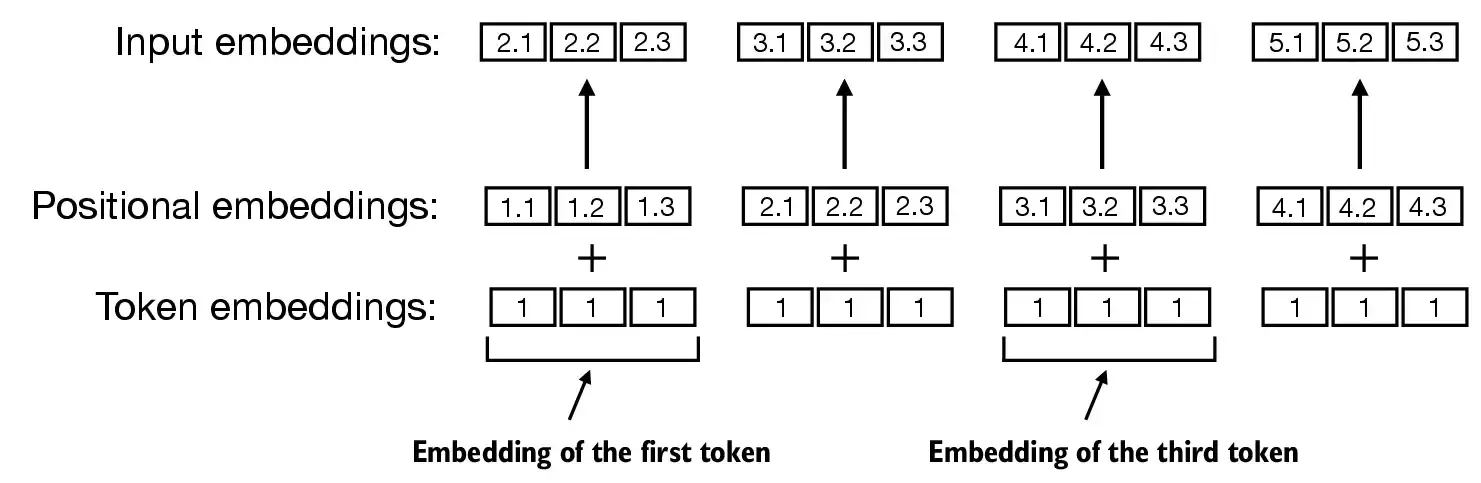 Input embeddings: 2.1 2.2 2.3 3.1 3.2 3.3 4.1 4.2 4.3 5.1 5.2 5.3
Positional embeddings: 1.1 1.2 1.3 2.1 2.2 2.3 3.1 3.2 3.3 4.1 4.2 4.3
+ + + +
Token embeddings: 1 1 1 1 1 1 1 1 1 1 1 1
Embedding of the first token Embedding of the third token